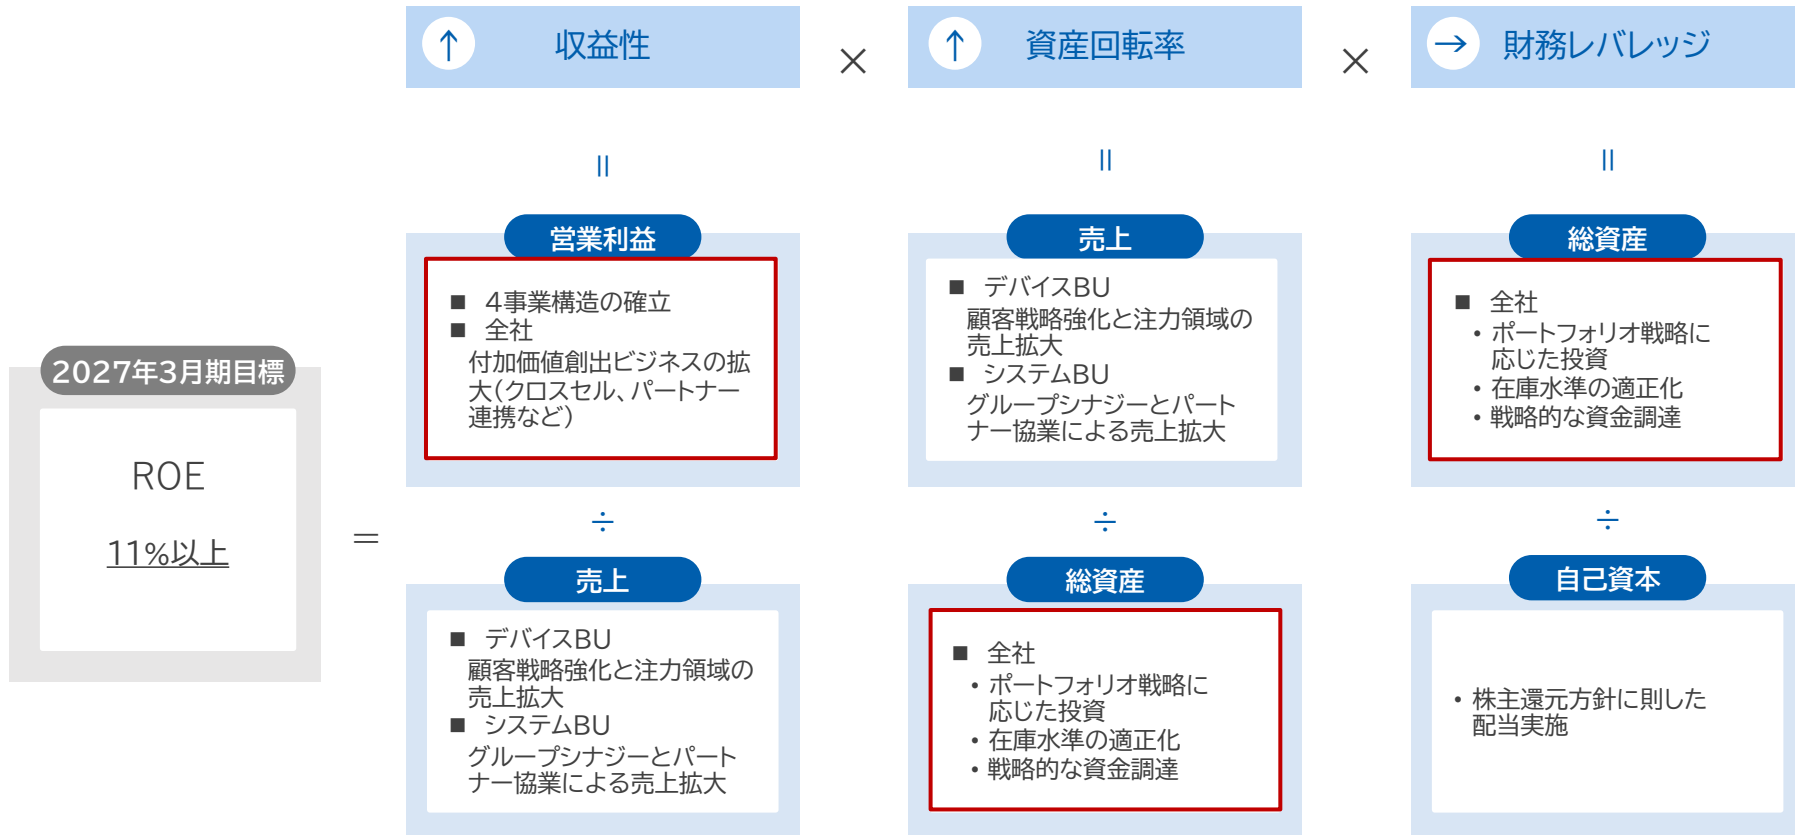 ↑ 収益性
×
↑ 資産回転率
×
→ 財務レバレッジ
=
=
=
2027年3月期目標
ROE
11%以上
=
営業利益
■ 4事業構造の確立
■ 全社
付加価値創出ビジネスの拡
大(クロスセル、パートナー
連携など)
÷
売上
■ デバイスBU
顧客戦略強化と注力領域の
売上拡大
■ システムBU
グループシナジーとパート
ナー協業による売上拡大
売上
■ デバイスBU
顧客戦略強化と注力領域の
売上拡大
■ システムBU
グループシナジーとパート
ナー協業による売上拡大
÷
総資産
■ 全社
・ポートフォリオ戦略に
応じた投資
・在庫水準の適正化
・戦略的な資金調達
総資産
■ 全社
・ポートフォリオ戦略に
応じた投資
・在庫水準の適正化
・戦略的な資金調達
÷
自己資本
・株主還元方針に則した
配当実施